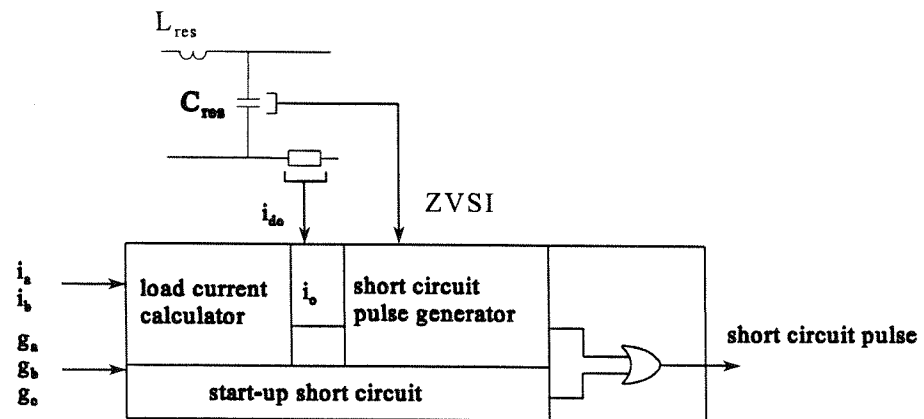 L_res
C_res
i_do
ZVSI
i_a
i_b
g_a
g_b
g_c
load current
calculator
i_o
short circuit
pulse generator
start-up short circuit
short circuit pulse